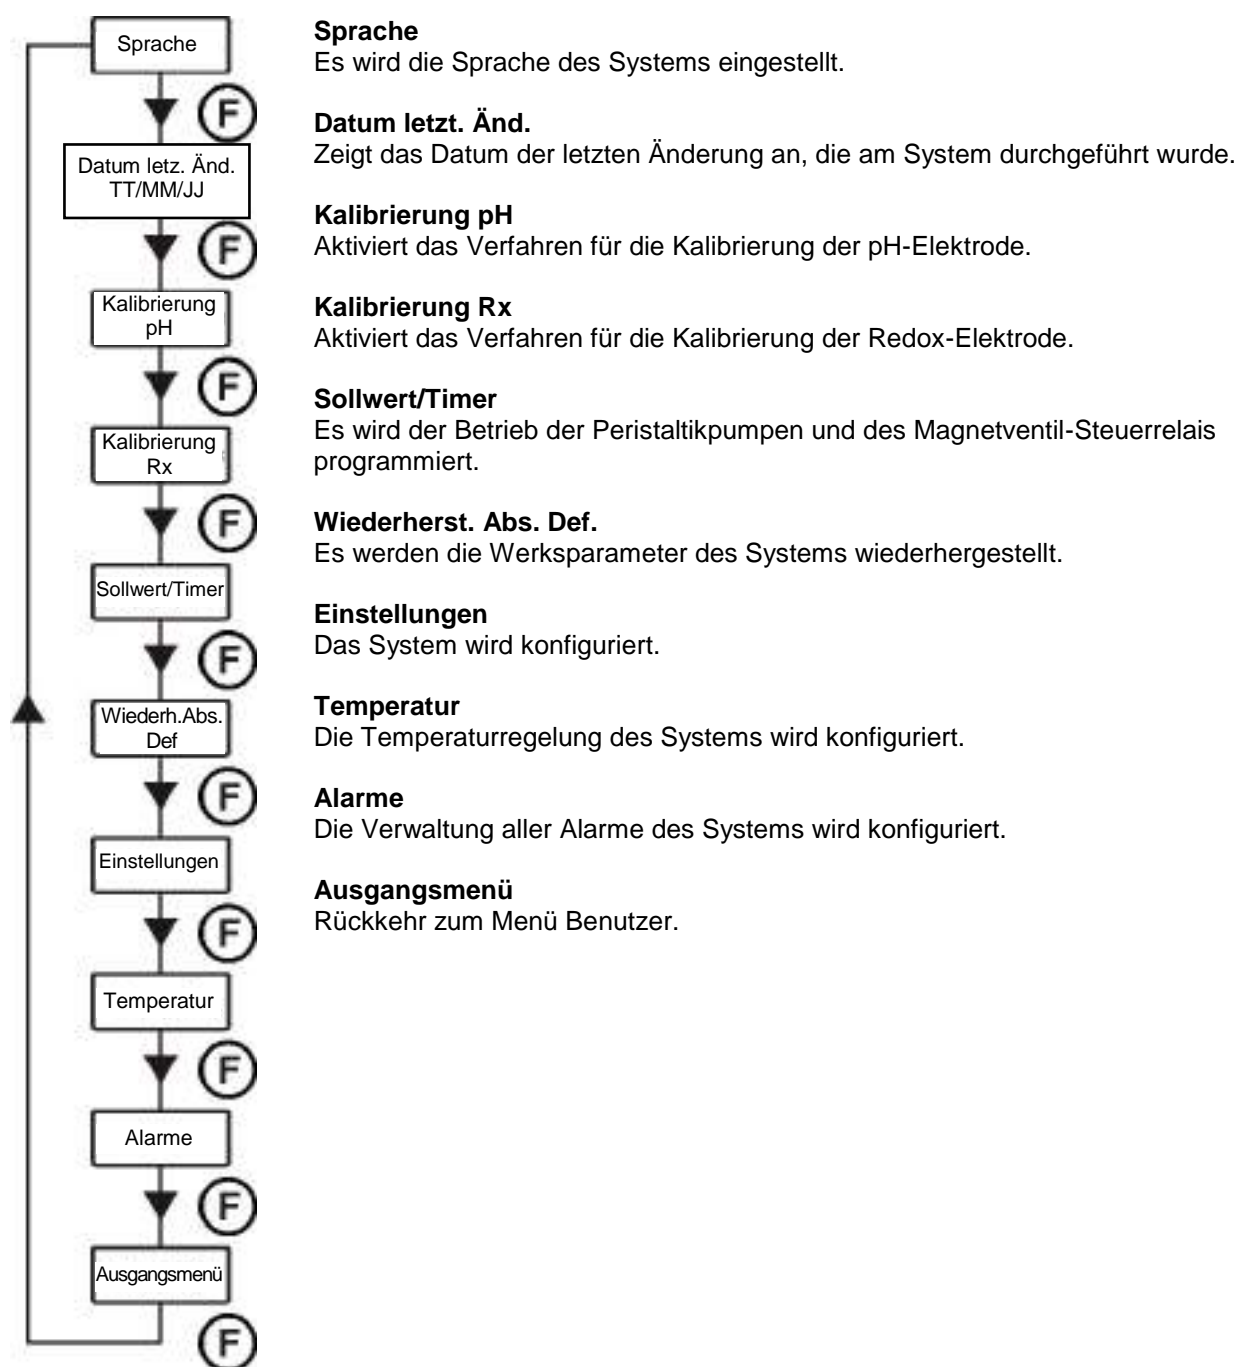 Sprache
F
Datum letz. Änd.
TT/MM/JJ
F
Kalibrierung
pH
F
Kalibrierung
Rx
F
Sollwert/Timer
F
Wiederh.Abs.
Def
F
Einstellungen
F
Temperatur
F
Alarme
F
Ausgangsmenü
F
Sprache
Es wird die Sprache des Systems eingestellt.
Datum letzt. Änd.
Zeigt das Datum der letzten Änderung an, die am System durchgeführt wurde.
Kalibrierung pH
Aktiviert das Verfahren für die Kalibrierung der pH-Elektrode.
Kalibrierung Rx
Aktiviert das Verfahren für die Kalibrierung der Redox-Elektrode.
Sollwert/Timer
Es wird der Betrieb der Peristaltikpumpen und des Magnetventil-Steuerrelais
programmiert.
Wiederherst. Abs. Def.
Es werden die Werksparameter des Systems wiederhergestellt.
Einstellungen
Das System wird konfiguriert.
Temperatur
Die Temperaturregelung des Systems wird konfiguriert.
Alarme
Die Verwaltung aller Alarme des Systems wird konfiguriert.
Ausgangsmenü
Rückkehr zum Menü Benutzer.